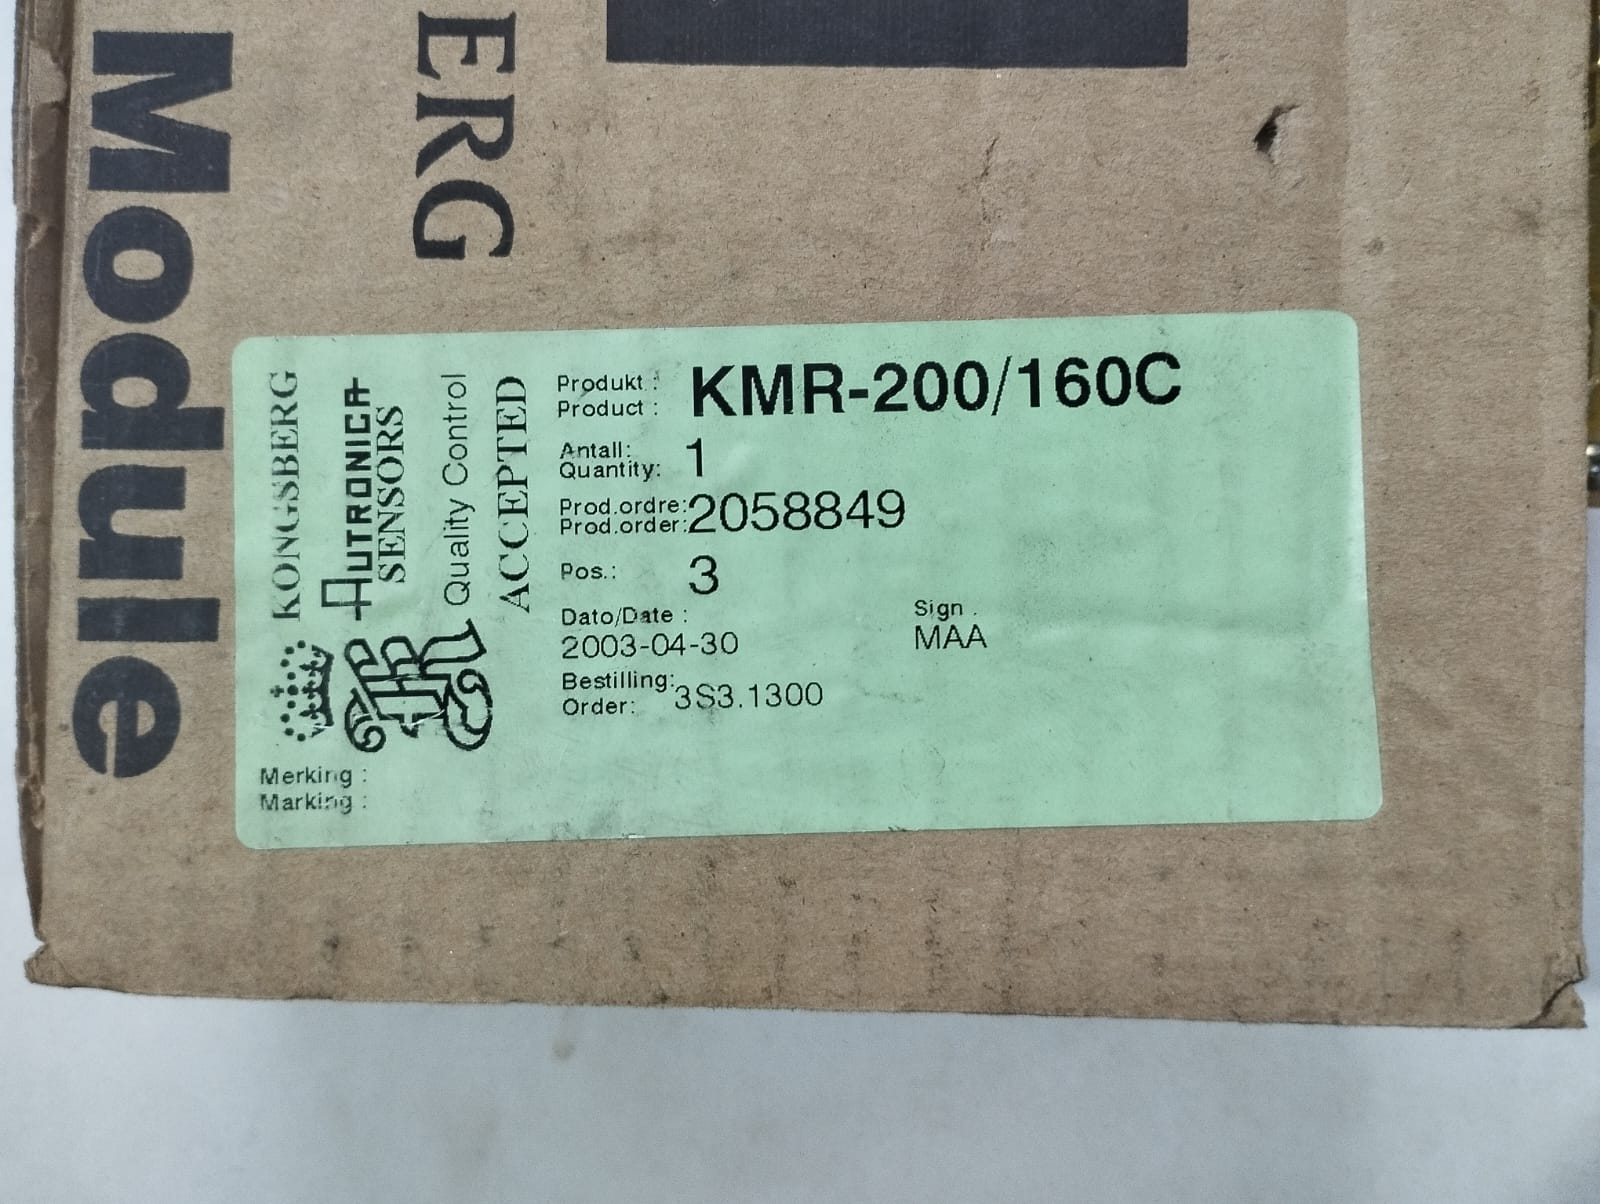 Module
ERG
KONGSBERG
AUTRONICA
SENSORS
Quality Control
ACCEPTED
Produkt :
Product : KMR-200/160C
Antall:
Quantity: 1
Prod.ordre:
Prod.order: 2058849
Pos.: 3
Dato/Date :
2003-04-30
Sign .
MAA
Bestilling:
Order: 3S3.1300
Merking :
Marking :